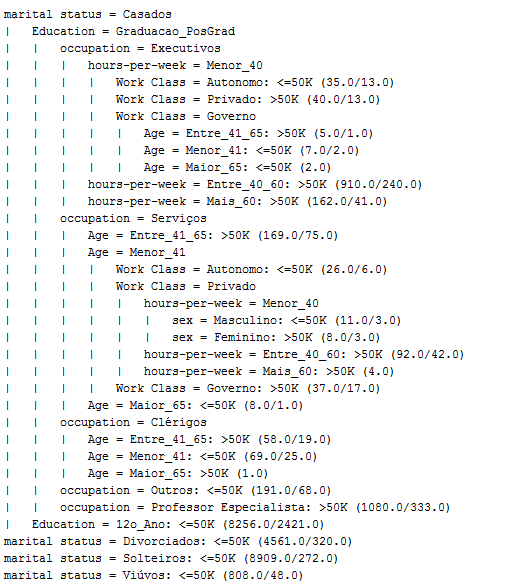 marital status = Casados
|   Education = Graduacao_PosGrad
|   |   occupation = Executivos
|   |   |   hours-per-week = Menor_40
|   |   |   |   Work Class = Autonomo: <=50K (35.0/13.0)
|   |   |   |   Work Class = Privado: >50K (40.0/13.0)
|   |   |   |   Work Class = Governo
|   |   |   |   |   Age = Entre_41_65: >50K (5.0/1.0)
|   |   |   |   |   Age = Menor_41: <=50K (7.0/2.0)
|   |   |   |   |   Age = Maior_65: <=50K (2.0)
|   |   |   hours-per-week = Entre_40_60: >50K (910.0/240.0)
|   |   |   hours-per-week = Mais_60: >50K (162.0/41.0)
|   |   occupation = Serviços
|   |   |   Age = Entre_41_65: >50K (169.0/75.0)
|   |   |   Age = Menor_41
|   |   |   |   Work Class = Autonomo: <=50K (26.0/6.0)
|   |   |   |   Work Class = Privado
|   |   |   |   |   hours-per-week = Menor_40
|   |   |   |   |   |   sex = Masculino: <=50K (11.0/3.0)
|   |   |   |   |   |   sex = Feminino: >50K (8.0/3.0)
|   |   |   |   |   hours-per-week = Entre_40_60: >50K (92.0/42.0)
|   |   |   |   |   hours-per-week = Mais_60: >50K (4.0)
|   |   |   |   Work Class = Governo: >50K (37.0/17.0)
|   |   |   Age = Maior_65: <=50K (8.0/1.0)
|   |   occupation = Clérigos
|   |   |   Age = Entre_41_65: >50K (58.0/19.0)
|   |   |   Age = Menor_41: <=50K (69.0/25.0)
|   |   |   Age = Maior_65: >50K (1.0)
|   |   occupation = Outros: <=50K (191.0/68.0)
|   |   occupation = Professor Especialista: >50K (1080.0/333.0)
|   Education = 12o_Ano: <=50K (8256.0/2421.0)
marital status = Divorciados: <=50K (4561.0/320.0)
marital status = Solteiros: <=50K (8909.0/272.0)
marital status = Viúvos: <=50K (808.0/48.0)